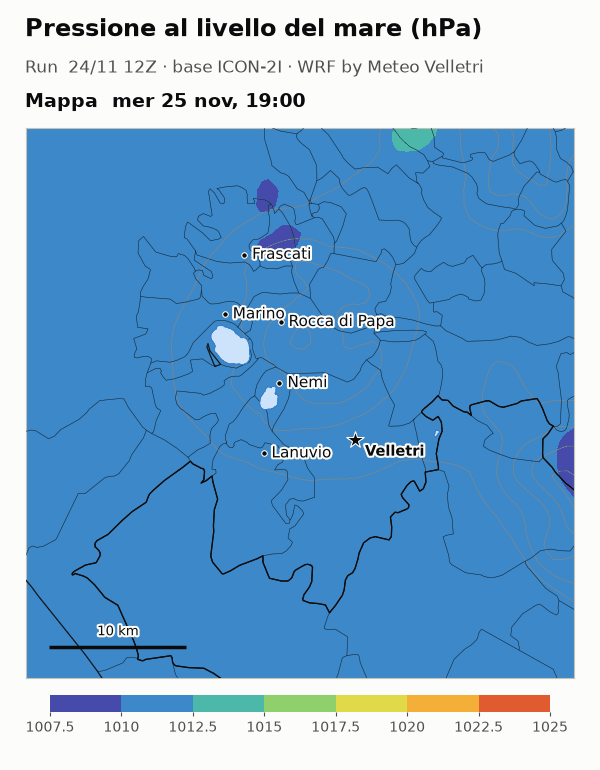 Pressione al livello del mare (hPa)
Run  24/11 12Z · base ICON-2I · WRF by Meteo Velletri
Mappa  mer 25 nov, 19:00
Frascati
Marino
Rocca di Papa
Nemi
Velletri
Lanuvio
10 km
1007.5 1010 1012.5 1015 1017.5 1020 1022.5 1025